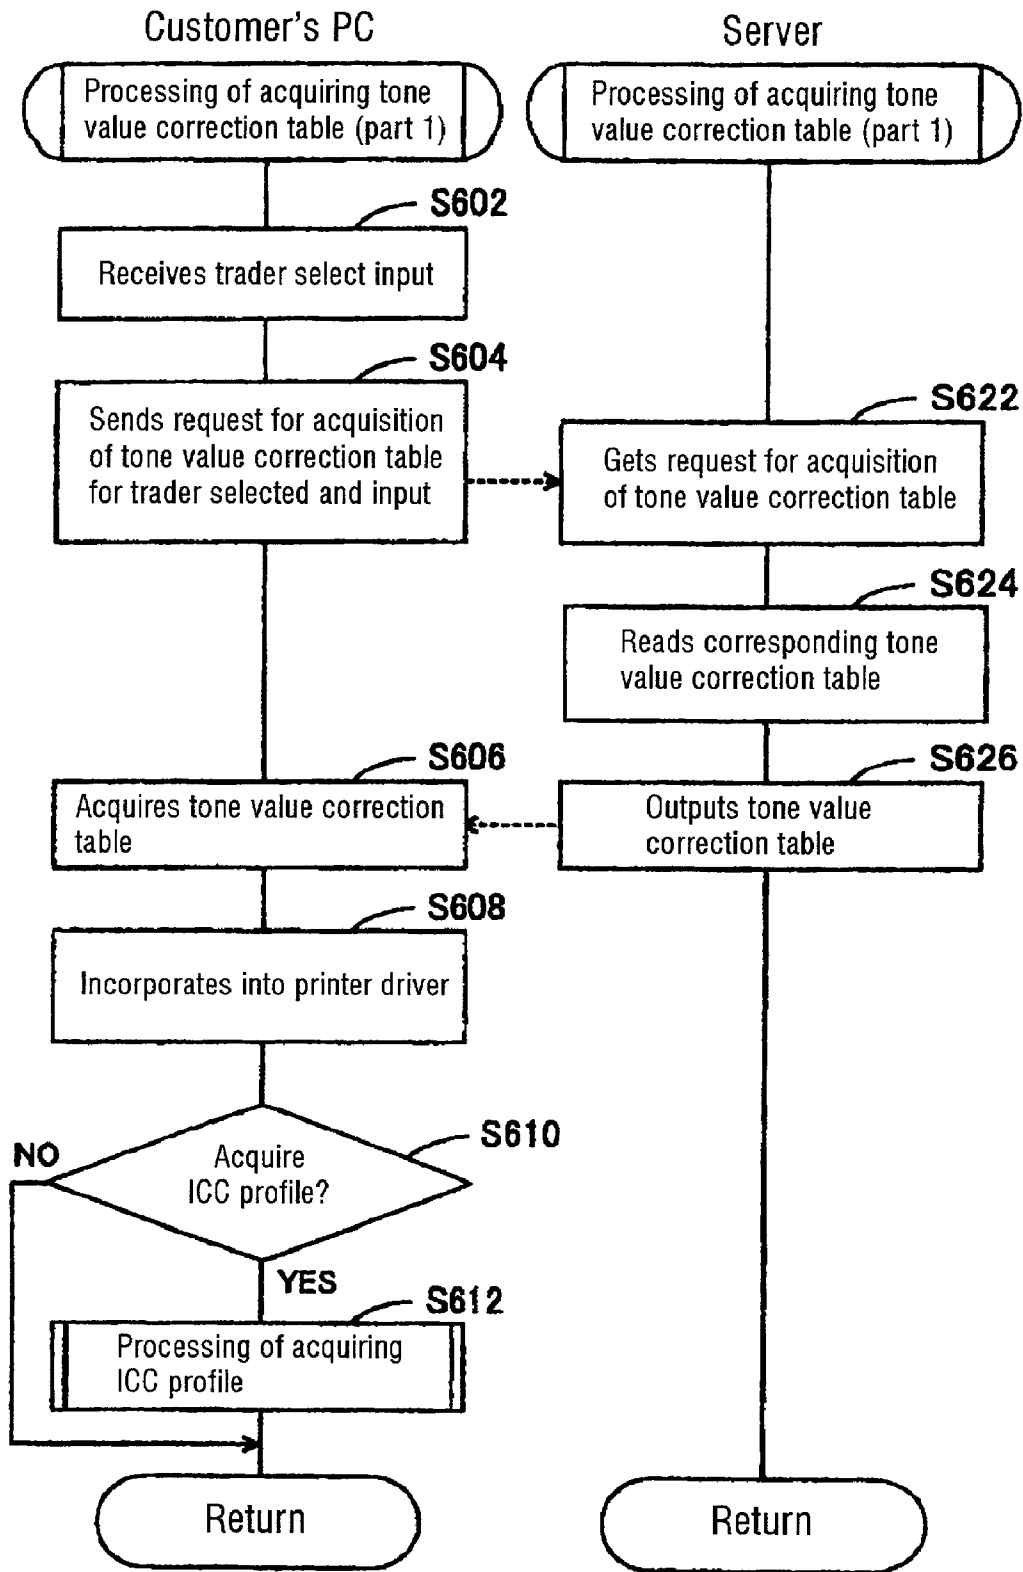 Customer's PC
Server
Processing of acquiring tone
value correction table (part 1)
Processing of acquiring tone
value correction table (part 1)
S602
Receives trader select input
S604
Sends request for acquisition
of tone value correction table
for trader selected and input
S622
Gets request for acquisition
of tone value correction table
S624
Reads corresponding tone
value correction table
S606
Acquires tone value correction
table
S626
Outputs tone value
correction table
S608
Incorporates into printer driver
S610
Acquire
ICC profile?
NO
YES
S612
Processing of acquiring
ICC profile
Return
Return